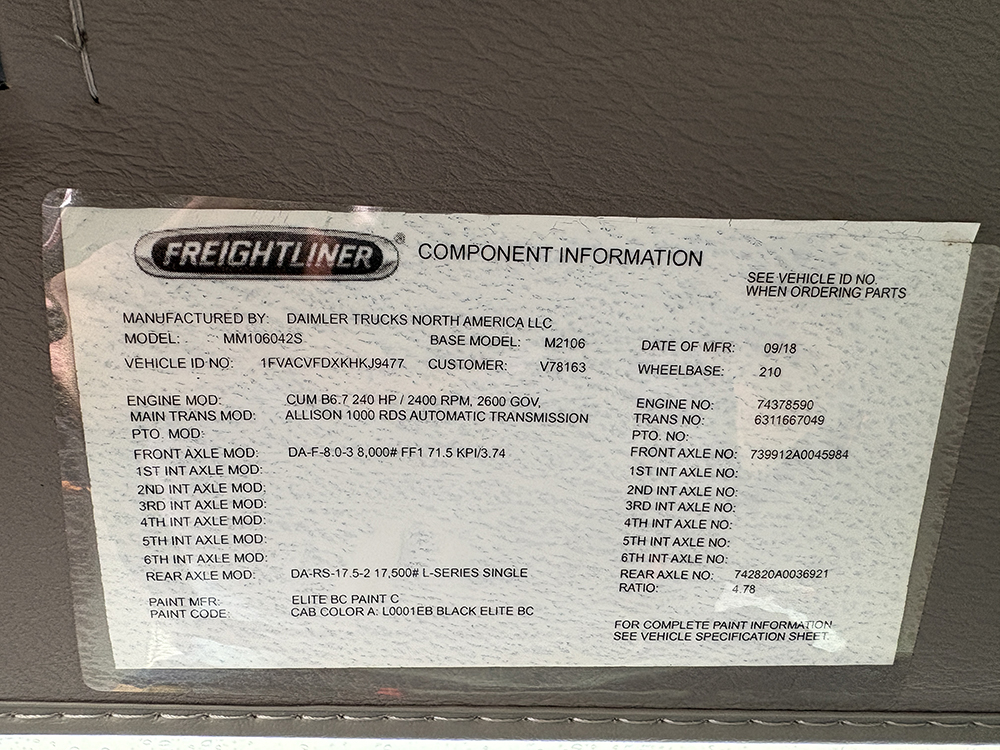 FREIGHTLINER® COMPONENT INFORMATION
SEE VEHICLE ID NO.
WHEN ORDERING PARTS
MANUFACTURED BY: DAIMLER TRUCKS NORTH AMERICA LLC
MODEL: MM106042S BASE MODEL: M2106 DATE OF MFR: 09/18
VEHICLE ID NO: 1FVACVFDXKHKJ9477 CUSTOMER: V78163 WHEELBASE: 210
ENGINE MOD: CUM B6.7 240 HP / 2400 RPM, 2600 GOV, ENGINE NO: 74378590
MAIN TRANS MOD: ALLISON 1000 RDS AUTOMATIC TRANSMISSION TRANS NO: 6311667049
PTO. MOD: PTO. NO:
FRONT AXLE MOD: DA-F-8.0-3 8,000# FF1 71.5 KPI/3.74 FRONT AXLE NO: 739912A0045984
1ST INT AXLE MOD: 1ST INT AXLE NO:
2ND INT AXLE MOD: 2ND INT AXLE NO:
3RD INT AXLE MOD: 3RD INT AXLE NO:
4TH INT AXLE MOD: 4TH INT AXLE NO:
5TH INT AXLE MOD: 5TH INT AXLE NO:
6TH INT AXLE MOD: 6TH INT AXLE NO:
REAR AXLE MOD: DA-RS-17.5-2 17,500# L-SERIES SINGLE REAR AXLE NO: 742820A0036921
RATIO: 4.78
PAINT MFR: ELITE BC PAINT C
PAINT CODE: CAB COLOR A: L0001EB BLACK ELITE BC
FOR COMPLETE PAINT INFORMATION
SEE VEHICLE SPECIFICATION SHEET.